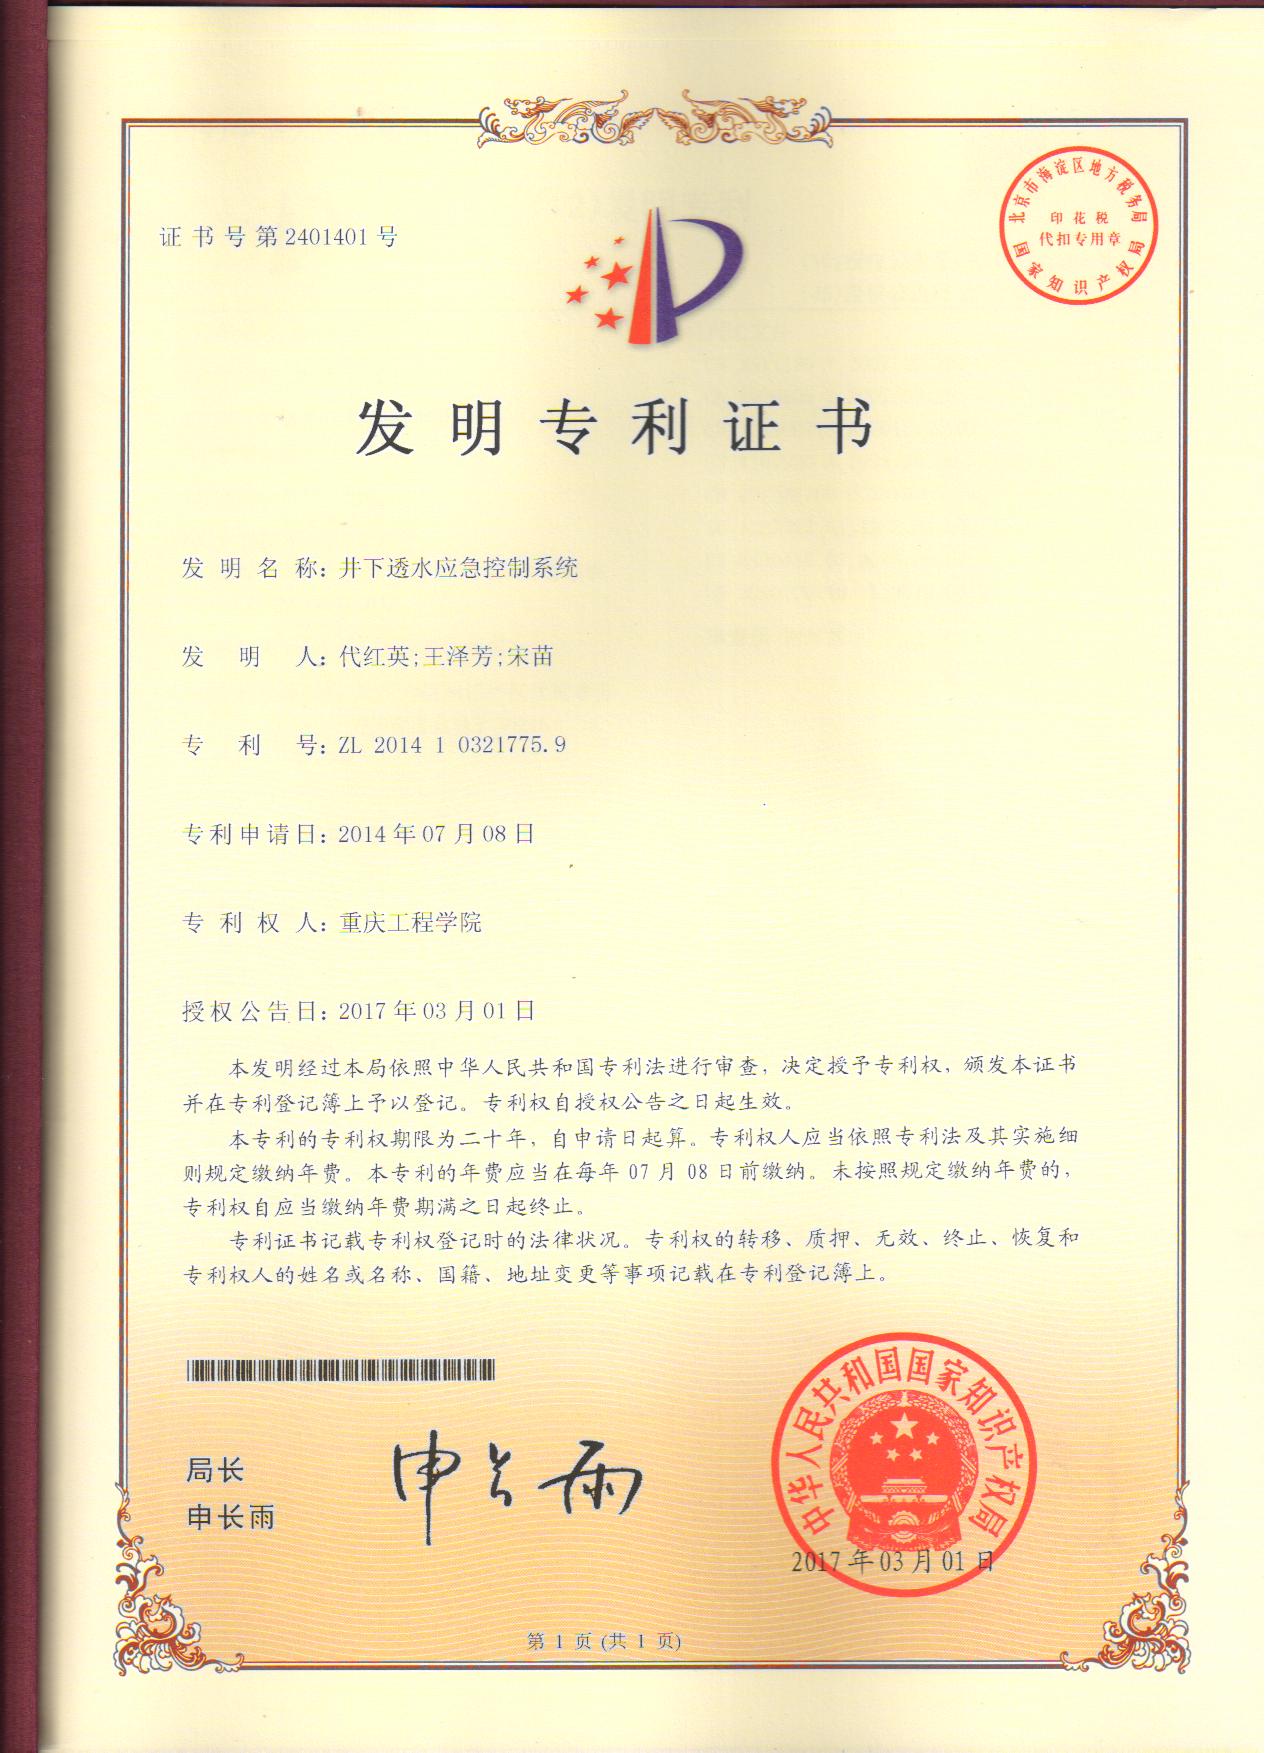 证书号第2401401号
北京市海淀区地方税务局
印花税
代扣专用章
国家知识产权局
发明专利证书
发明名称：井下透水应急控制系统
发明人：代红英;王泽芳;宋苗
专利号：ZL 2014 1 0321775.9
专利申请日：2014年07月08日
专利权人：重庆工程学院
授权公告日：2017年03月01日
本发明经过本局依照中华人民共和国专利法进行审查，决定授予专利权，颁发本证书
并在专利登记簿上予以登记。专利权自授权公告之日起生效。
本专利的专利权期限为二十年，自申请日起算。专利权人应当依照专利法及其实施细
则规定缴纳年费。本专利的年费应当在每年07月08日前缴纳。未按照规定缴纳年费的，
专利权自应当缴纳年费期满之日起终止。
专利证书记载专利权登记时的法律状况。专利权的转移、质押、无效、终止、恢复和
专利权人的姓名或名称、国籍、地址变更等事项记载在专利登记簿上。
局长
申长雨
申长雨
中华人民共和国国家知识产权局
2017年03月01日
第 1 页 (共 1 页)